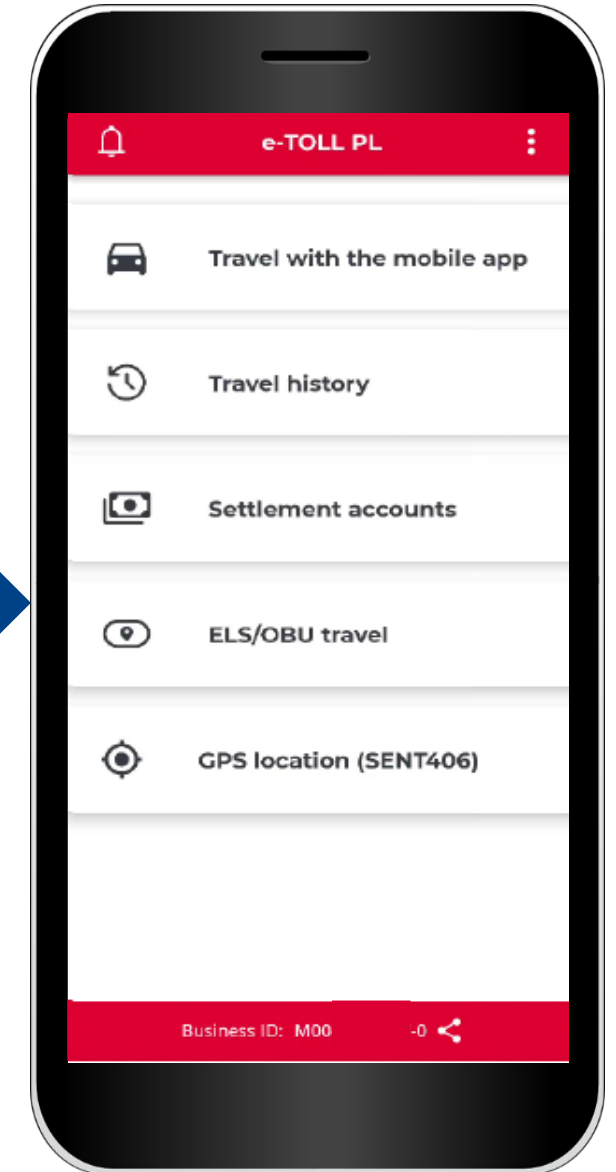 e-TOLL PL
Travel with the mobile app
Travel history
Settlement accounts
ELS/OBU travel
GPS location (SENT406)
Business ID: M00 -0